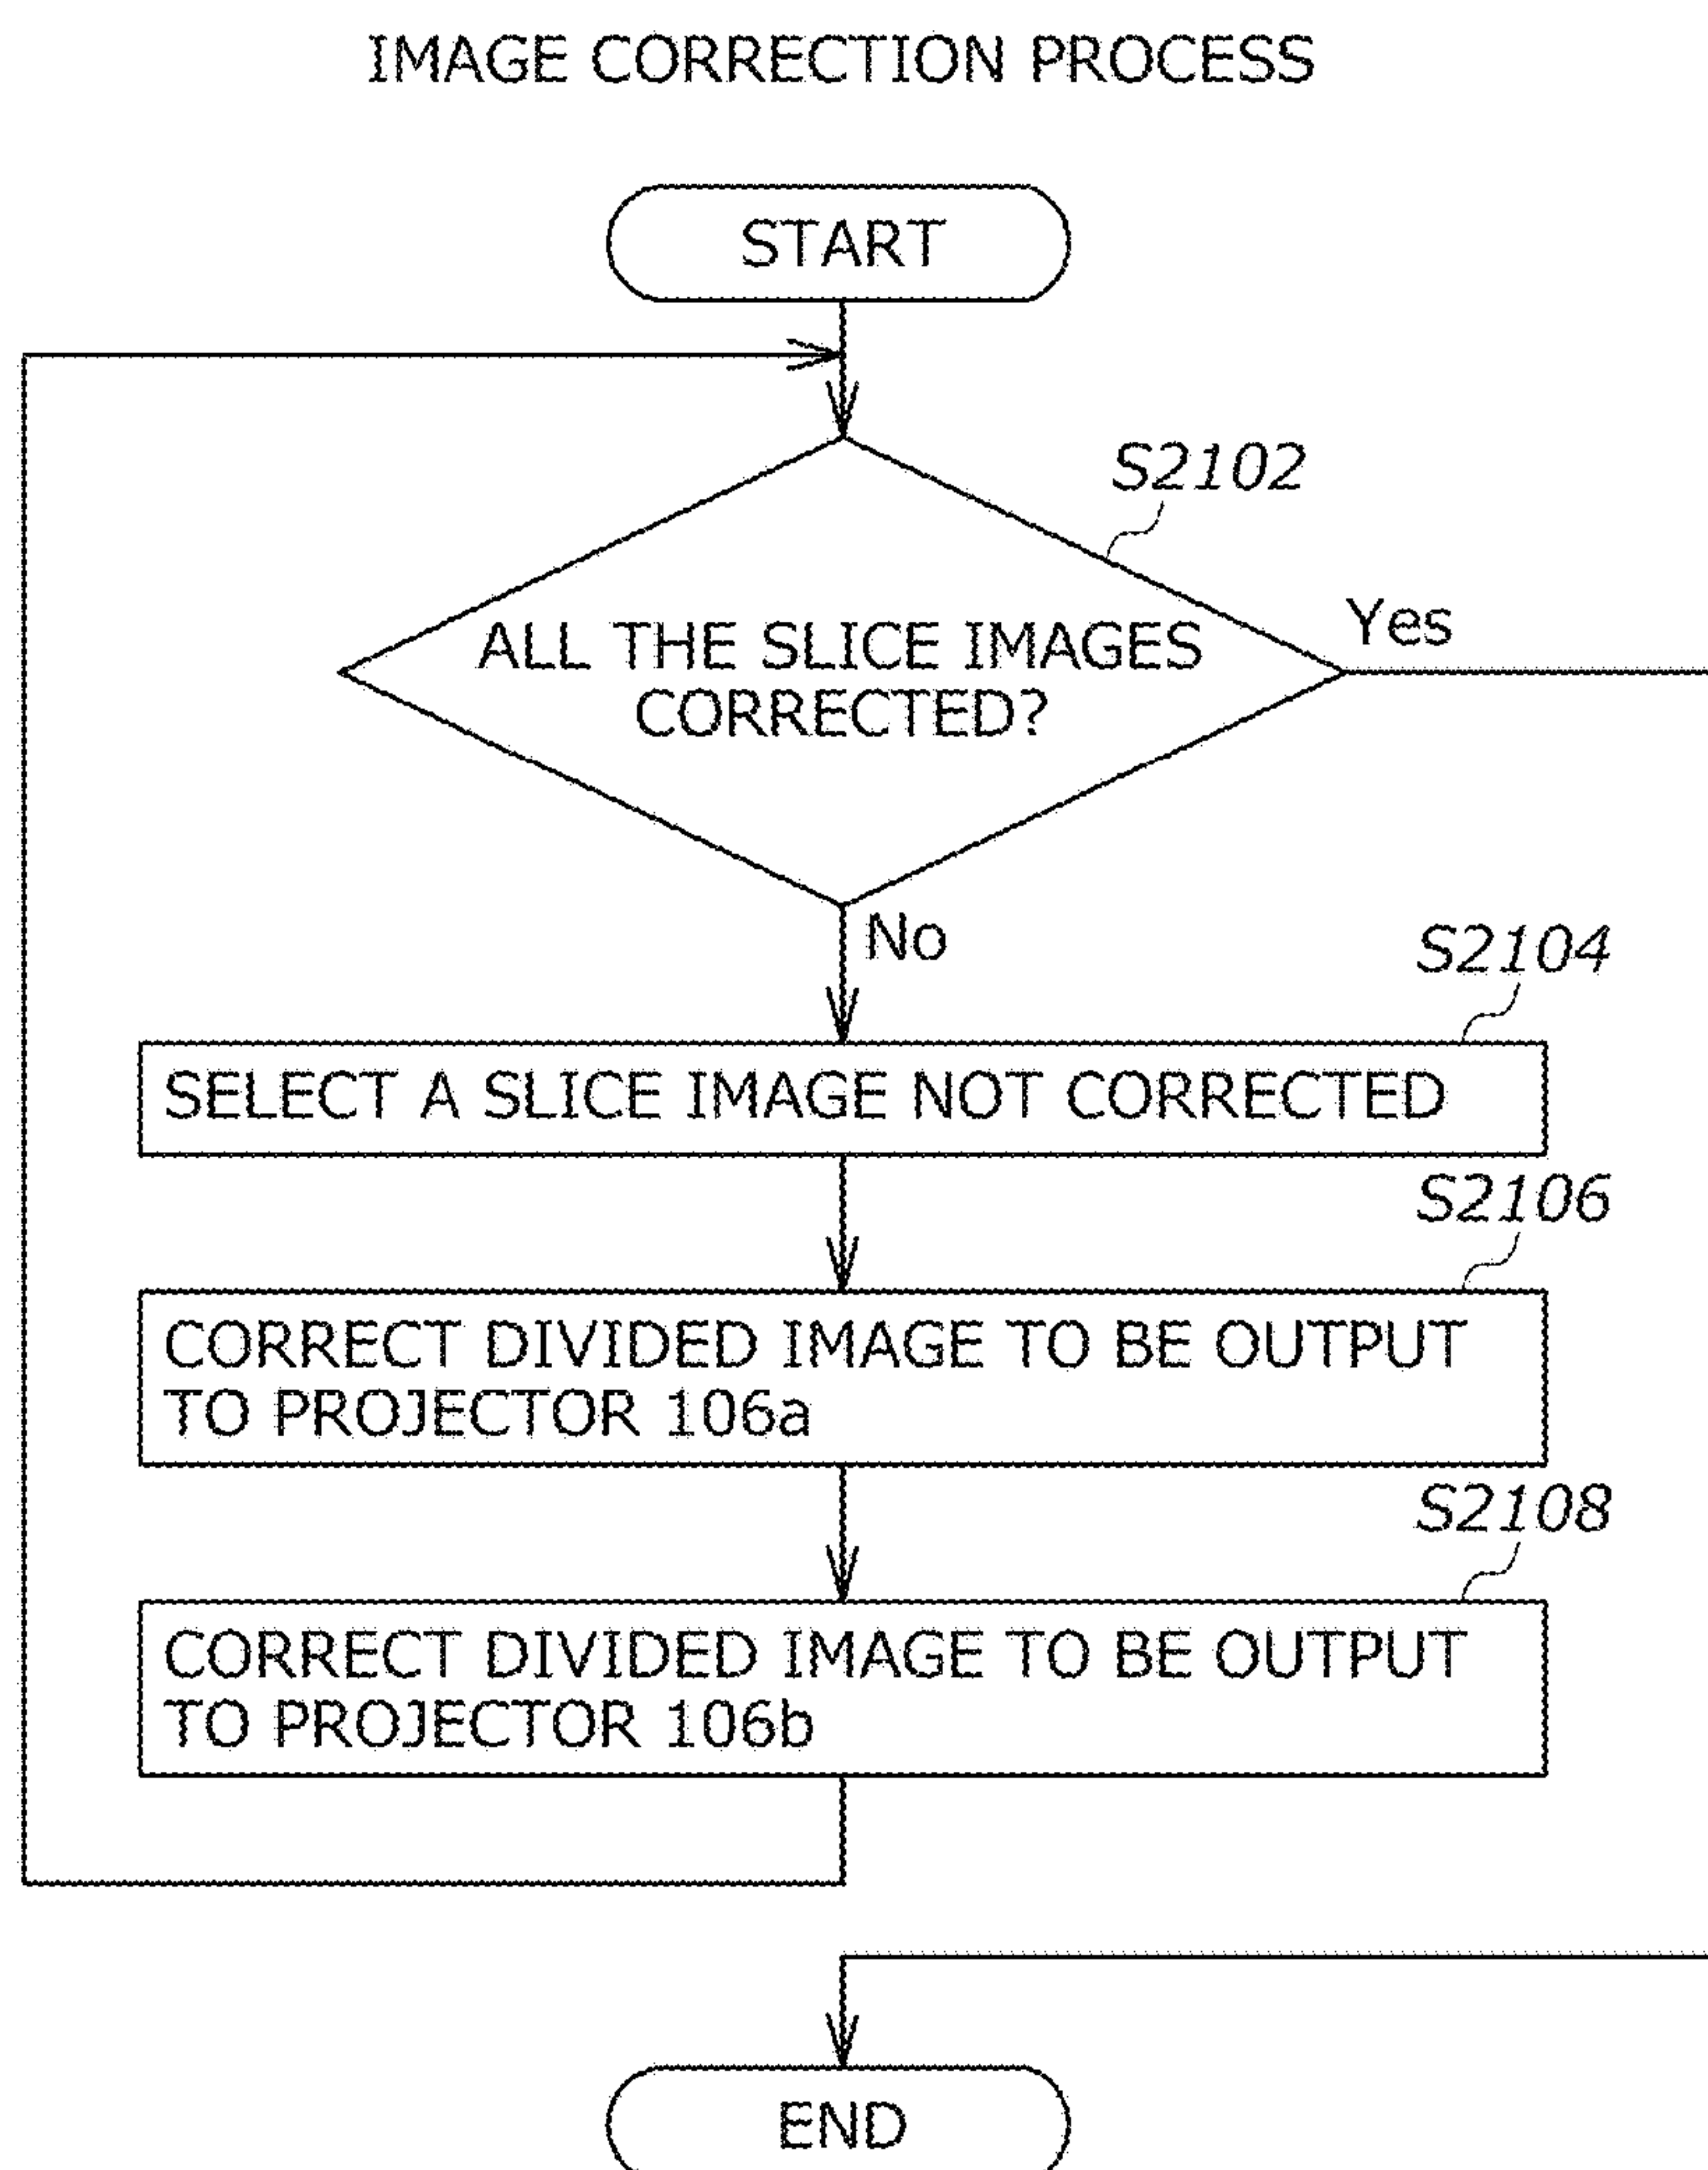 IMAGE CORRECTION PROCESS
START
S2102
ALL THE SLICE IMAGES
CORRECTED?
Yes
No
S2104
SELECT A SLICE IMAGE NOT CORRECTED
S2106
CORRECT DIVIDED IMAGE TO BE OUTPUT
TO PROJECTOR 106a
S2108
CORRECT DIVIDED IMAGE TO BE OUTPUT
TO PROJECTOR 106b
END